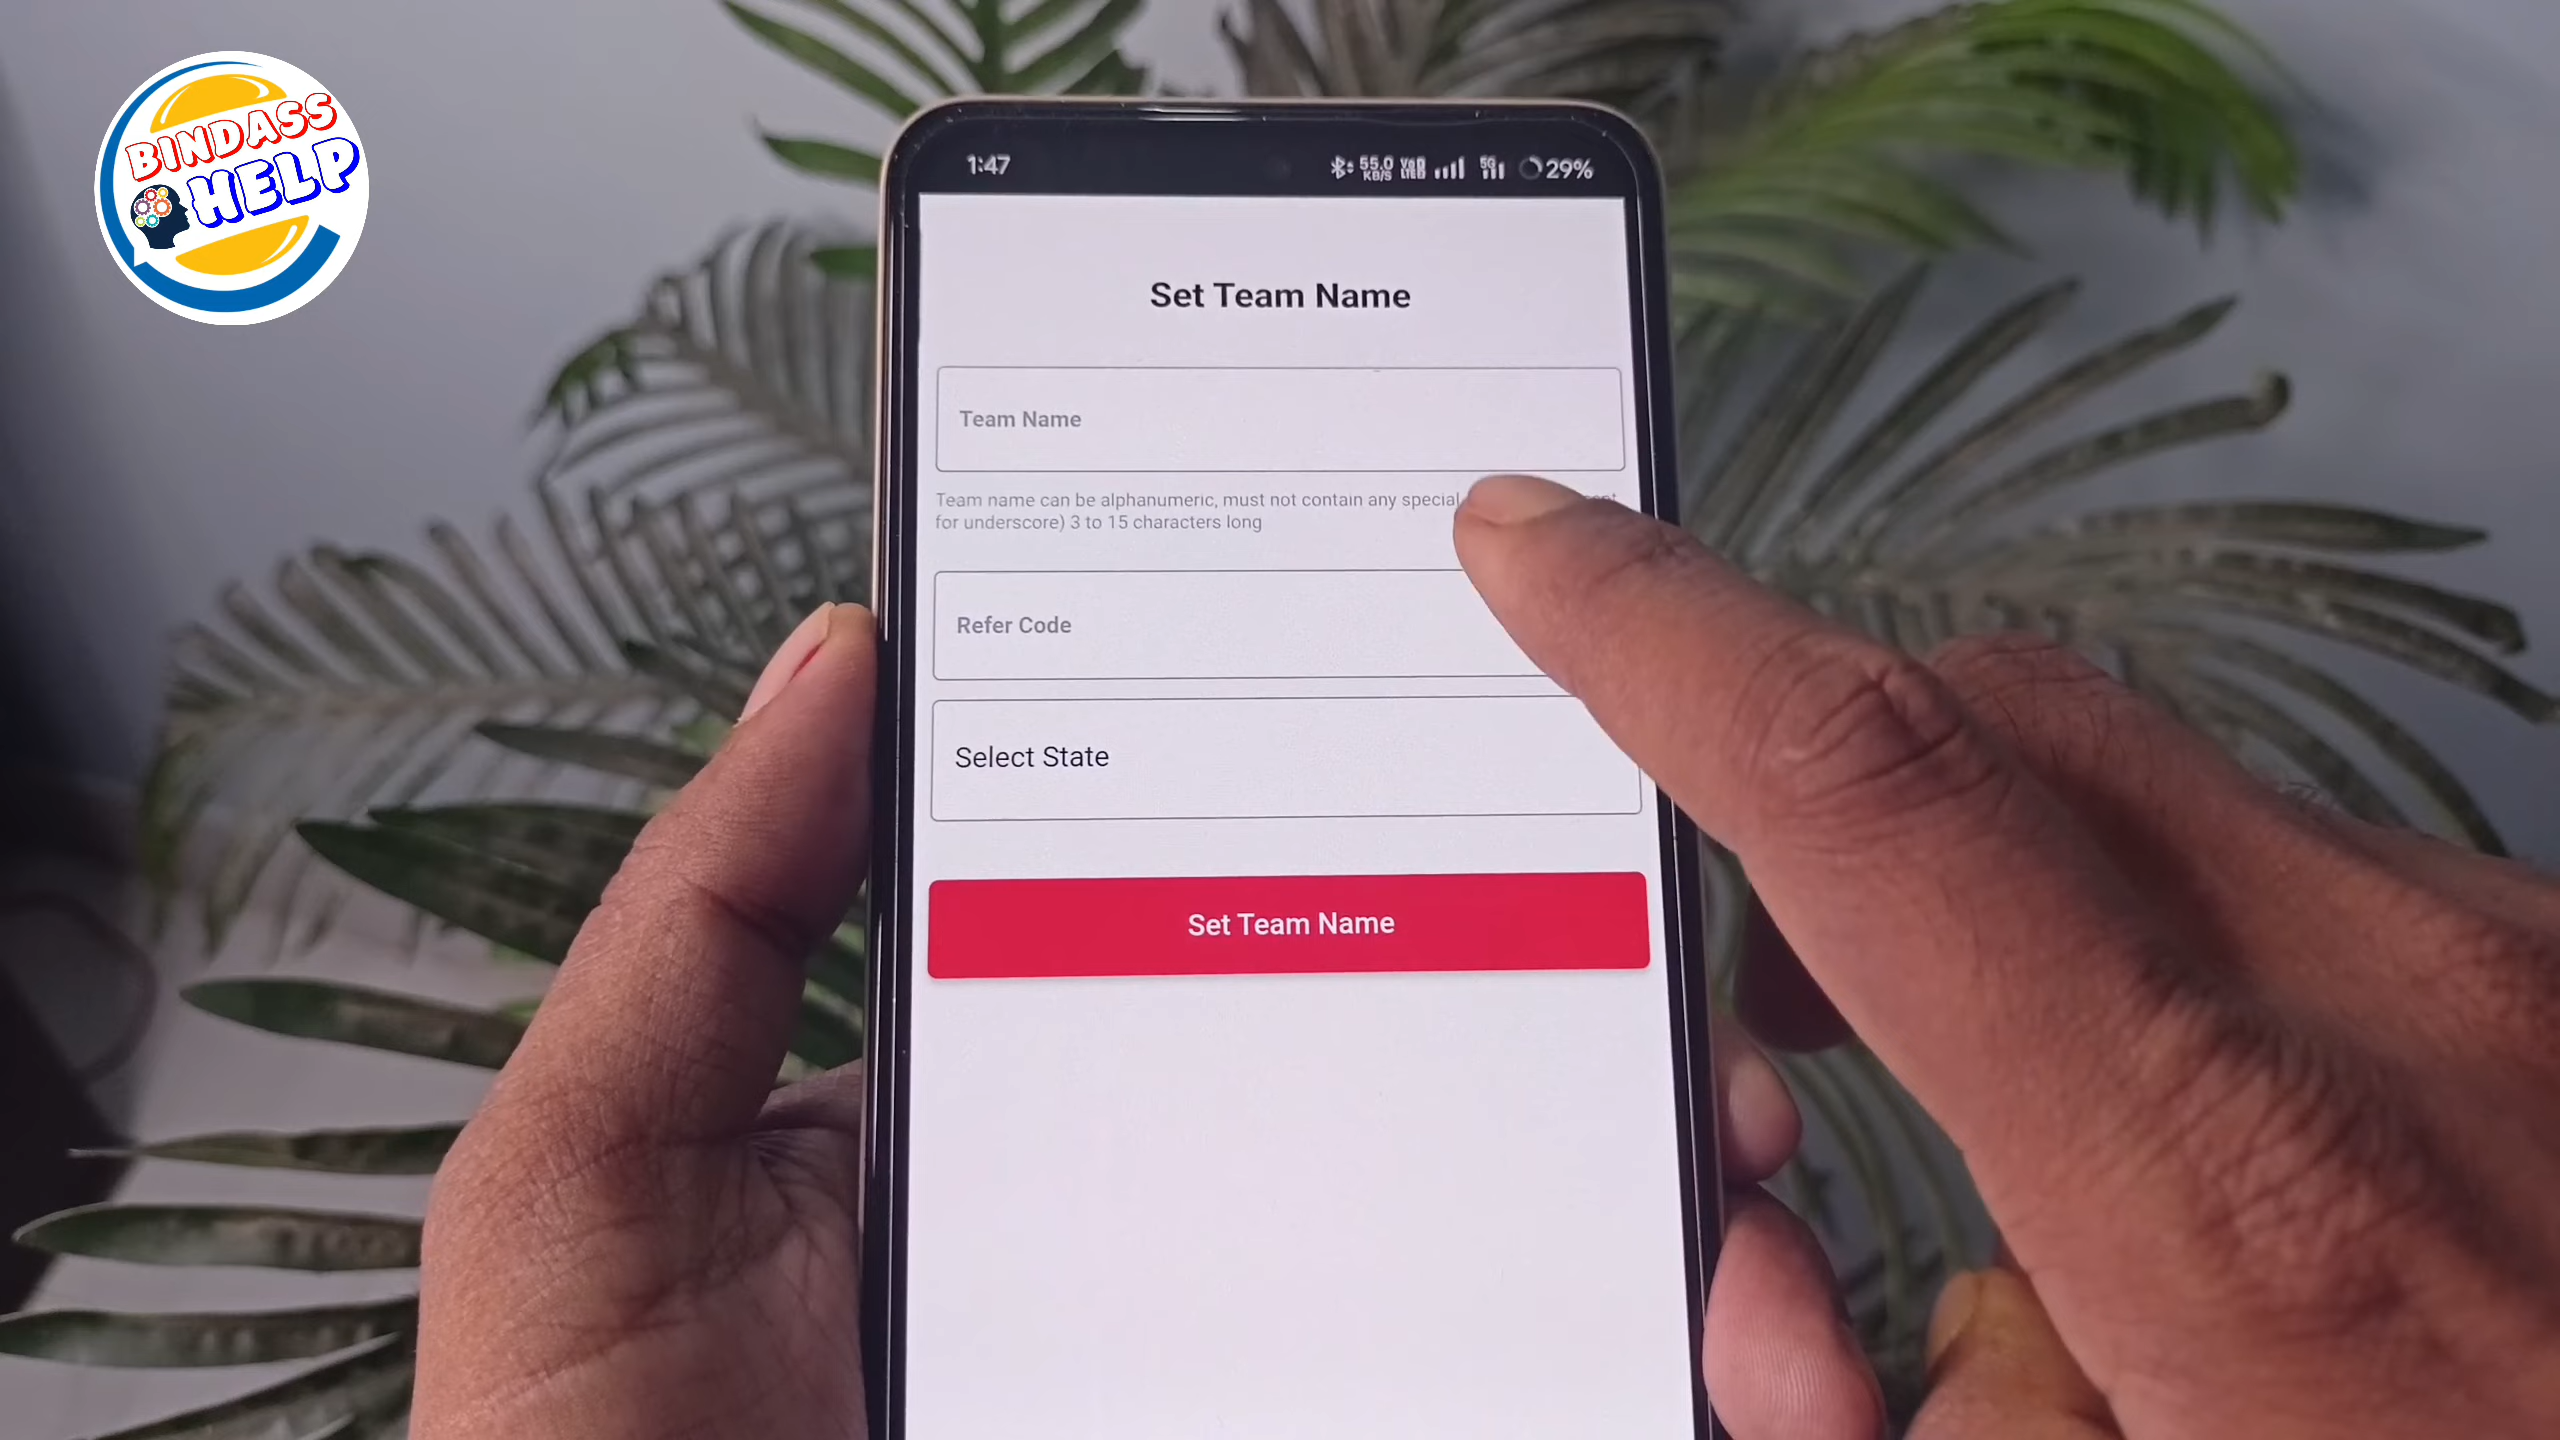 BINDASS
HELP
1:47
55.0
KB/S
5G
29%
Set Team Name
Team Name
Team name can be alphanumeric, must not contain any special
for underscore) 3 to 15 characters long
Refer Code
Select State
Set Team Name